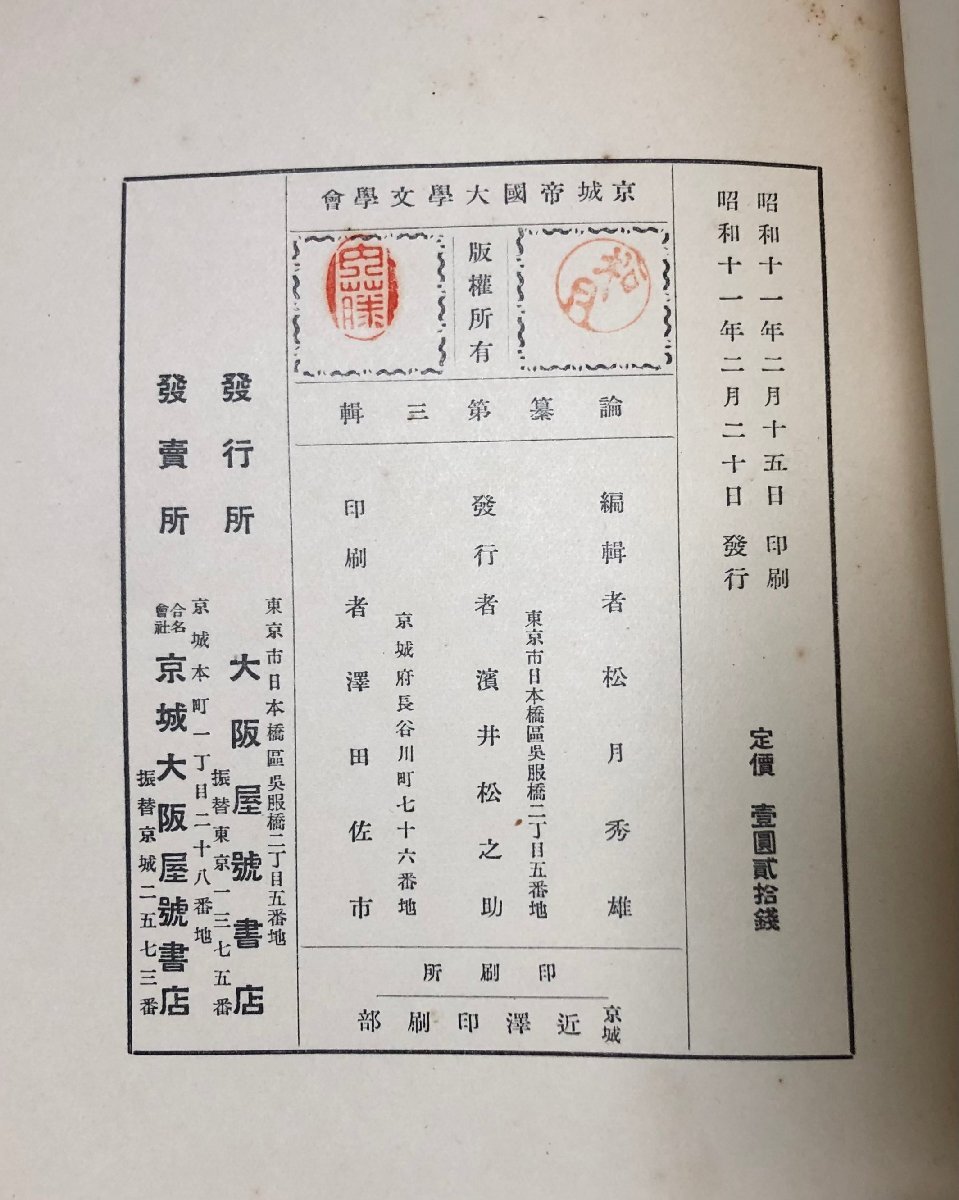 昭和十一年二月十五日 印刷
昭和十一年二月二十日 發行
定價 壹圓貳拾錢
京城帝國大學文學會
松月
版權所有
論纂第三輯
編輯者 松月秀雄
東京市日本橋區吳服橋二丁目五番地
發行者 濱井松之助
京城府長谷川町七十六番地
印刷者 澤田佐市
印刷所
京城 近澤印刷部
東京市日本橋區吳服橋二丁目五番地
發行所 大阪屋號書店
振替東京一三七五番
京城本町一丁目二十八番地
發賣所 合名會社 京城大阪屋號書店
振替京城二五七三番